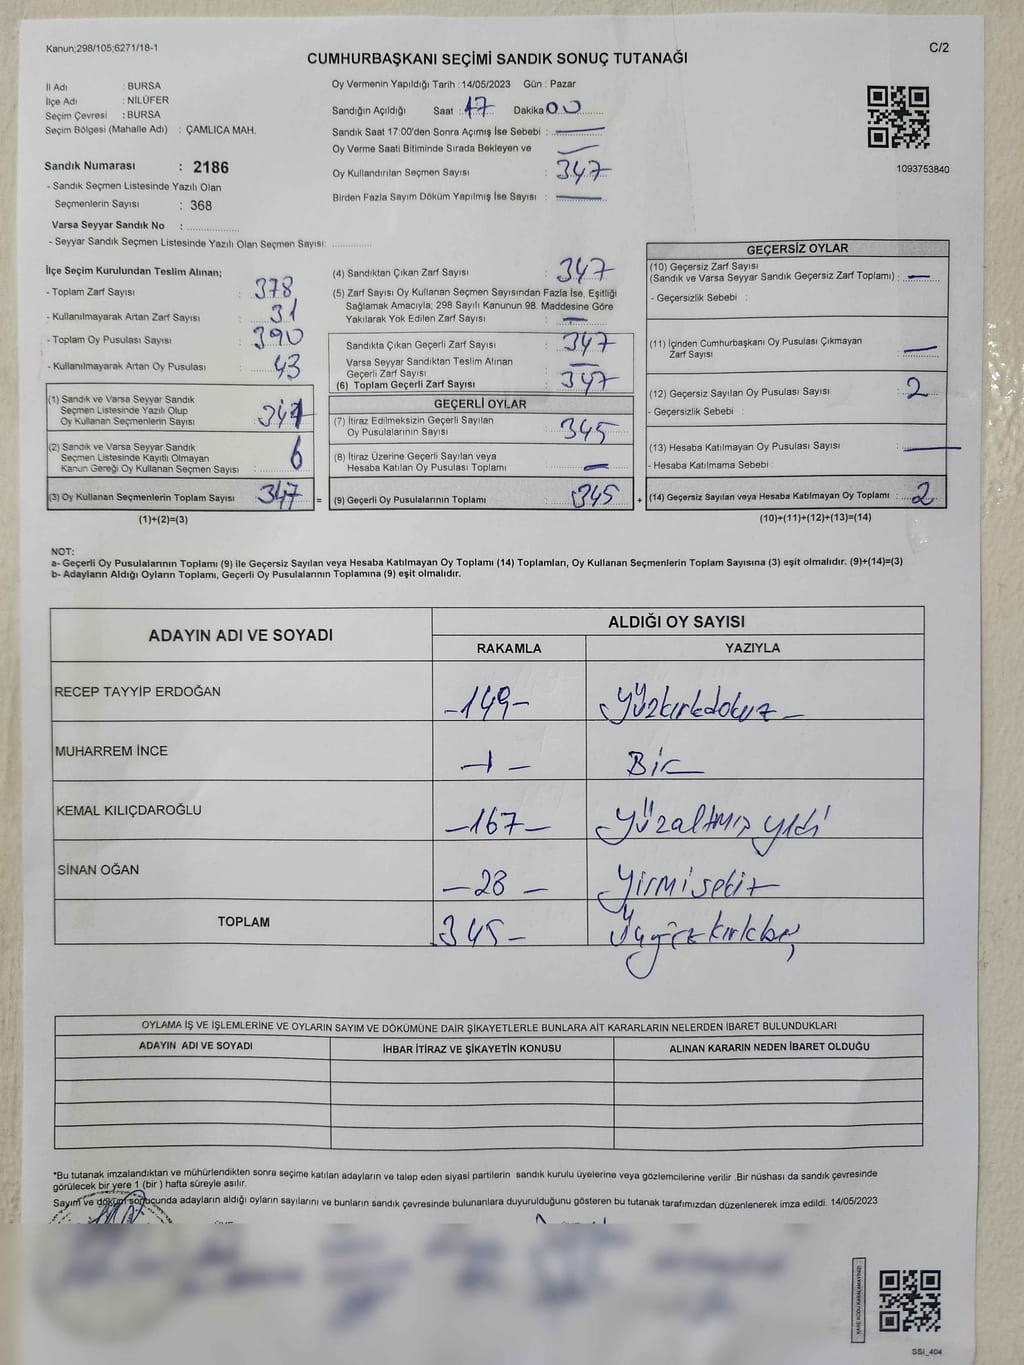 Kanun;298/105;6271/18-1
C/2
CUMHURBAŞKANI SEÇİMİ SANDIK SONUÇ TUTANAĞI
İl Adı : BURSA
İlçe Adı : NİLÜFER
Seçim Çevresi : BURSA
Seçim Bölgesi (Mahalle Adı) : ÇAMLICA MAH.
Sandık Numarası : 2186
- Sandık Seçmen Listesinde Yazılı Olan
Seçmenlerin Sayısı : 368
Varsa Seyyar Sandık No :
- Seyyar Sandık Seçmen Listesinde Yazılı Olan Seçmen Sayısı:
Oy Vermenin Yapıldığı Tarih : 14/05/2023 Gün : Pazar
Sandığın Açıldığı Saat : 17 Dakika 00
Sandık Saat 17:00'den Sonra Açımış İse Sebebi : —
Oy Verme Saati Bitiminde Sırada Bekleyen ve —
Oy Kullandırılan Seçmen Sayısı : 347
Birden Fazla Sayım Döküm Yapılmış İse Sayısı : —
1093753840
İlçe Seçim Kurulundan Teslim Alınan;
- Toplam Zarf Sayısı : 378
- Kullanılmayarak Artan Zarf Sayısı : 31
- Toplam Oy Pusulası Sayısı : 390
- Kullanılmayarak Artan Oy Pusulası : 43
(1) Sandık ve Varsa Seyyar Sandık
Seçmen Listesinde Yazılı Olup
Oy Kullanan Seçmenlerin Sayısı : 341
(2) Sandık ve Varsa Seyyar Sandık
Seçmen Listesinde Kayıtlı Olmayan
Kanun Gereği Oy Kullanan Seçmen Sayısı : 6
(3) Oy Kullanan Seçmenlerin Toplam Sayısı : 347 =
(1)+(2)=(3)
(4) Sandıktan Çıkan Zarf Sayısı : 347
(5) Zarf Sayısı Oy Kullanan Seçmen Sayısından Fazla İse, Eşitliği
Sağlamak Amacıyla; 298 Sayılı Kanunun 98. Maddesine Göre
Yakılarak Yok Edilen Zarf Sayısı : —
Sandıkta Çıkan Geçerli Zarf Sayısı : 347
Varsa Seyyar Sandıktan Teslim Alınan
Geçerli Zarf Sayısı : —
(6) Toplam Geçerli Zarf Sayısı : 347
GEÇERLİ OYLAR
(7) İtiraz Edilmeksizin Geçerli Sayılan
Oy Pusulalarının Sayısı : 345
(8) İtiraz Üzerine Geçerli Sayılan veya
Hesaba Katılan Oy Pusulası Toplamı : —
(9) Geçerli Oy Pusulalarının Toplamı : 345 +
GEÇERSİZ OYLAR
(10) Geçersiz Zarf Sayısı
(Sandık ve Varsa Seyyar Sandık Geçersiz Zarf Toplamı) : —
- Geçersizlik Sebebi :
(11) İçinden Cumhurbaşkanı Oy Pusulası Çıkmayan
Zarf Sayısı : —
(12) Geçersiz Sayılan Oy Pusulası Sayısı : 2
- Geçersizlik Sebebi :
(13) Hesaba Katılmayan Oy Pusulası Sayısı : —
- Hesaba Katılmama Sebebi :
(14) Geçersiz Sayılan veya Hesaba Katılmayan Oy Toplamı : 2
(10)+(11)+(12)+(13)=(14)
NOT:
a- Geçerli Oy Pusulalarının Toplamı (9) ile Geçersiz Sayılan veya Hesaba Katılmayan Oy Toplamı (14) Toplamları, Oy Kullanan Seçmenlerin Toplam Sayısına (3) eşit olmalıdır. (9)+(14)=(3)
b- Adayların Aldığı Oyların Toplamı, Geçerli Oy Pusulalarının Toplamına (9) eşit olmalıdır.
ADAYIN ADI VE SOYADI
ALDIĞI OY SAYISI
RAKAMLA YAZIYLA
RECEP TAYYİP ERDOĞAN -149- Yüzkırkdokuz
MUHARREM İNCE -1- Bir
KEMAL KILIÇDAROĞLU -167- Yüzaltmış yedi
SİNAN OĞAN -28- Yirmisekiz
TOPLAM 345- Üçyüzkırkbeş
OYLAMA İŞ VE İŞLEMLERİNE VE OYLARIN SAYIM VE DÖKÜMÜNE DAİR ŞİKAYETLERLE BUNLARA AİT KARARLARIN NELERDEN İBARET BULUNDUKLARI
ADAYIN ADI VE SOYADI İHBAR İTİRAZ VE ŞİKAYETİN KONUSU ALINAN KARARIN NEDEN İBARET OLDUĞU
*Bu tutanak imzalandıktan ve mühürlendikten sonra seçime katılan adayların ve talep eden siyasi partilerin sandık kurulu üyelerine veya gözlemcilerine verilir .Bir nüshası da sandık çevresinde
görülecek bir yere 1 (bir ) hafta süreyle asılır.
Sayım ve döküm sonucunda adayların aldığı oyların sayılarını ve bunların sandık çevresinde bulunanlara duyurulduğunu gösteren bu tutanak tarafımızdan düzenlenerek imza edildi. 14/05/2023
SSI_404